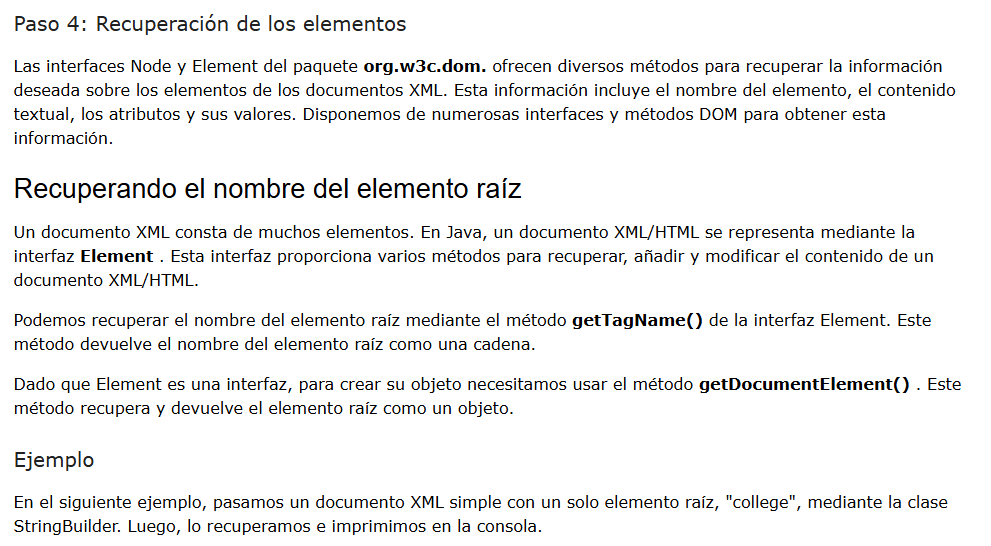 Paso 4: Recuperación de los elementos
Las interfaces Node y Element del paquete org.w3c.dom. ofrecen diversos métodos para recuperar la información
deseada sobre los elementos de los documentos XML. Esta información incluye el nombre del elemento, el contenido
textual, los atributos y sus valores. Disponemos de numerosas interfaces y métodos DOM para obtener esta
información.
Recuperando el nombre del elemento raíz
Un documento XML consta de muchos elementos. En Java, un documento XML/HTML se representa mediante la
interfaz Element . Esta interfaz proporciona varios métodos para recuperar, añadir y modificar el contenido de un
documento XML/HTML.
Podemos recuperar el nombre del elemento raíz mediante el método getTagName() de la interfaz Element. Este
método devuelve el nombre del elemento raíz como una cadena.
Dado que Element es una interfaz, para crear su objeto necesitamos usar el método getDocumentElement() . Este
método recupera y devuelve el elemento raíz como un objeto.
Ejemplo
En el siguiente ejemplo, pasamos un documento XML simple con un solo elemento raíz, "college", mediante la clase
StringBuilder. Luego, lo recuperamos e imprimimos en la consola.